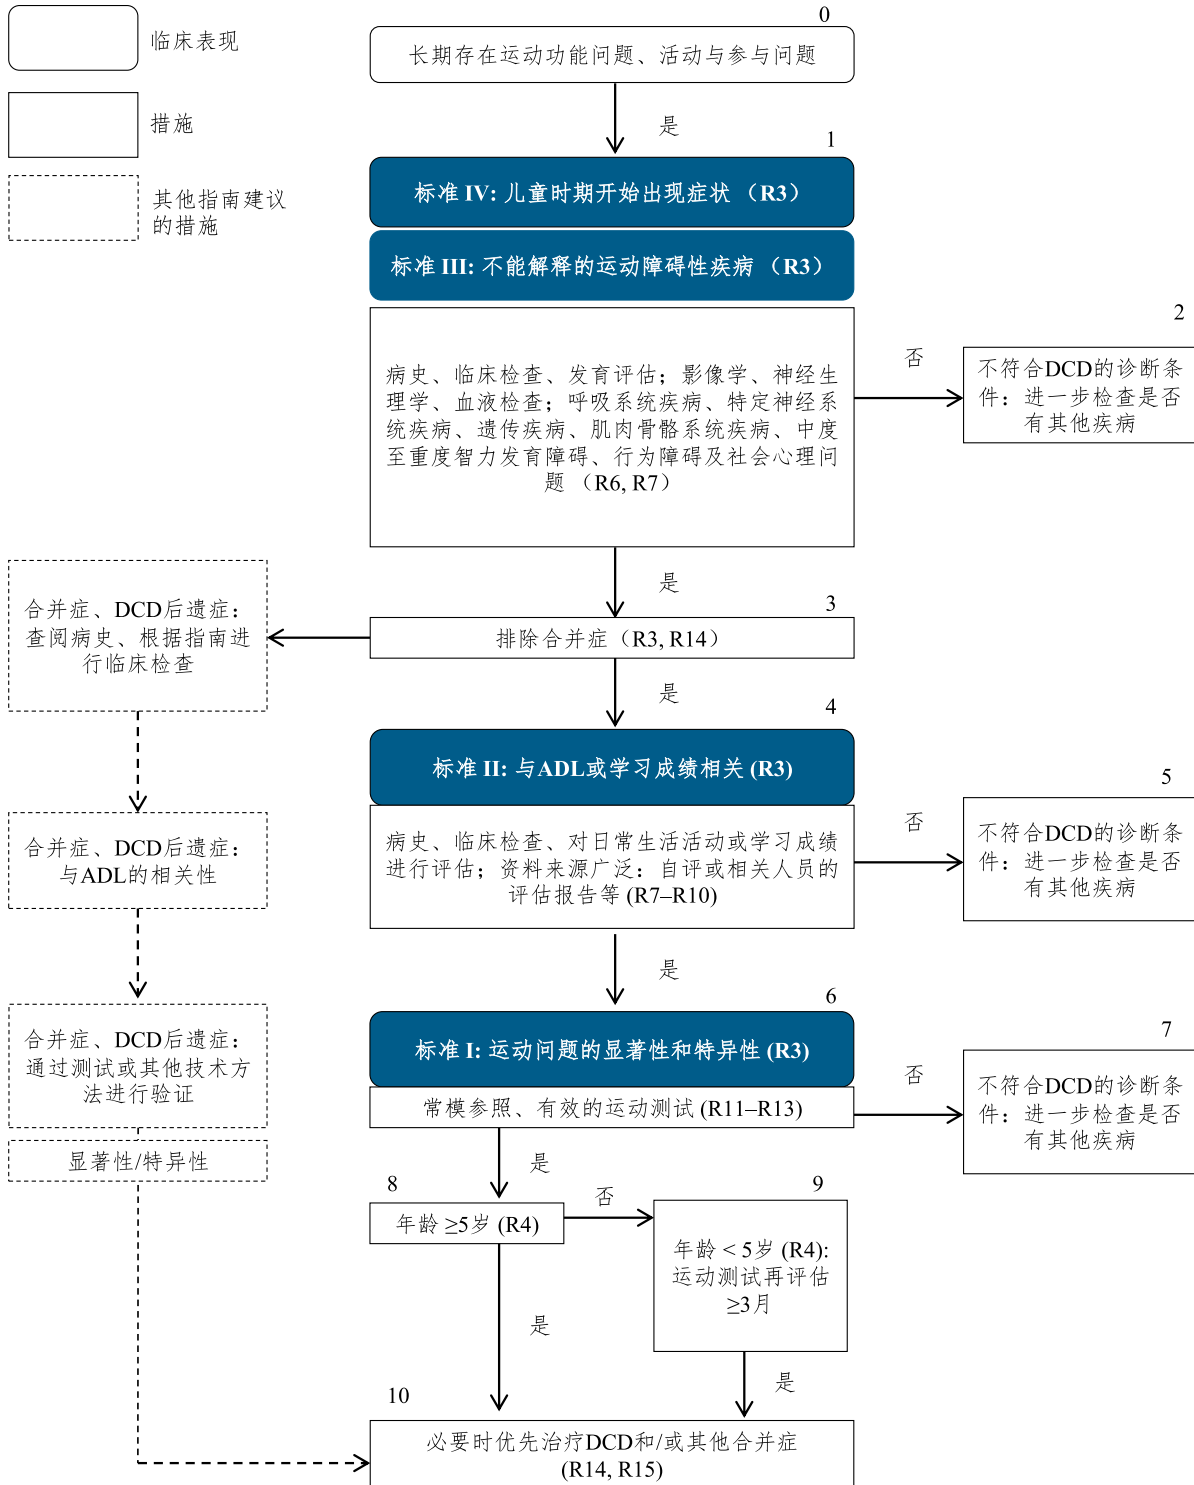 临床表现
措施
其他指南建议
的措施
0
长期存在运动功能问题、活动与参与问题
是
1
标准 IV: 儿童时期开始出现症状 （R3）
标准 III: 不能解释的运动障碍性疾病 （R3）
病史、临床检查、发育评估；影像学、神经生
理学、血液检查；呼吸系统疾病、特定神经系
统疾病、遗传疾病、肌肉骨骼系统疾病、中度
至重度智力发育障碍、行为障碍及社会心理问
题 （R6, R7）
否
2
不符合DCD的诊断条
件：进一步检查是否
有其他疾病
是
3
排除合并症（R3, R14）
合并症、DCD后遗症：
查阅病史、根据指南进
行临床检查
是
4
标准 II: 与ADL或学习成绩相关 (R3)
病史、临床检查、对日常生活活动或学习成绩
进行评估；资料来源广泛：自评或相关人员的
评估报告等 (R7–R10)
否
5
不符合DCD的诊断条
件：进一步检查是否
有其他疾病
合并症、DCD后遗症：
与ADL的相关性
是
6
标准 I: 运动问题的显著性和特异性 (R3)
常模参照、有效的运动测试 (R11–R13)
否
7
不符合DCD的诊断条
件：进一步检查是否
有其他疾病
合并症、DCD后遗症：
通过测试或其他技术方
法进行验证
显著性/特异性
是
8
年龄 ≥5岁 (R4)
否
9
年龄 < 5岁 (R4):
运动测试再评估
≥3月
是
是
10
必要时优先治疗DCD和/或其他合并症
(R14, R15)